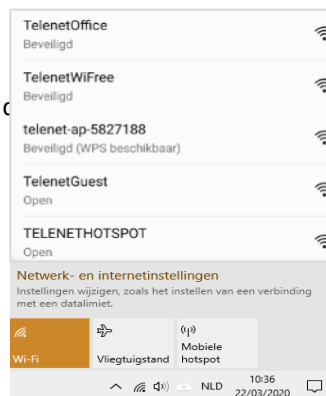 TelenetOffice
Beveiligd
TelenetWiFree
Beveiligd
telenet-ap-5827188
Beveiligd (WPS beschikbaar)
TelenetGuest
Open
TELENETHOTSPOT
Open
Netwerk- en internetinstellingen
Instellingen wijzigen, zoals het instellen van een verbinding
met een datalimiet.
Wi-Fi
Vliegtuigstand
Mobiele
hotspot
NLD
10:36
22/03/2020